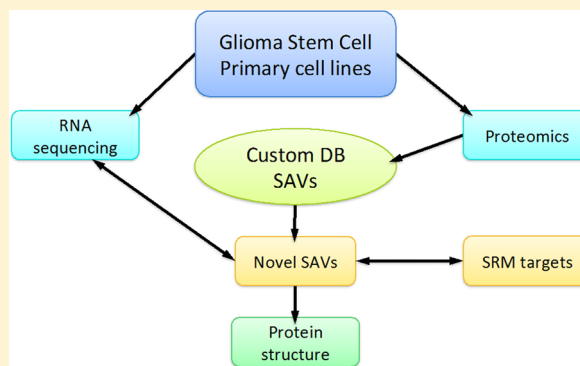 Glioma Stem Cell
Primary cell lines
RNA
sequencing
Proteomics
Custom DB
SAVs
Novel SAVs
SRM targets
Protein
structure